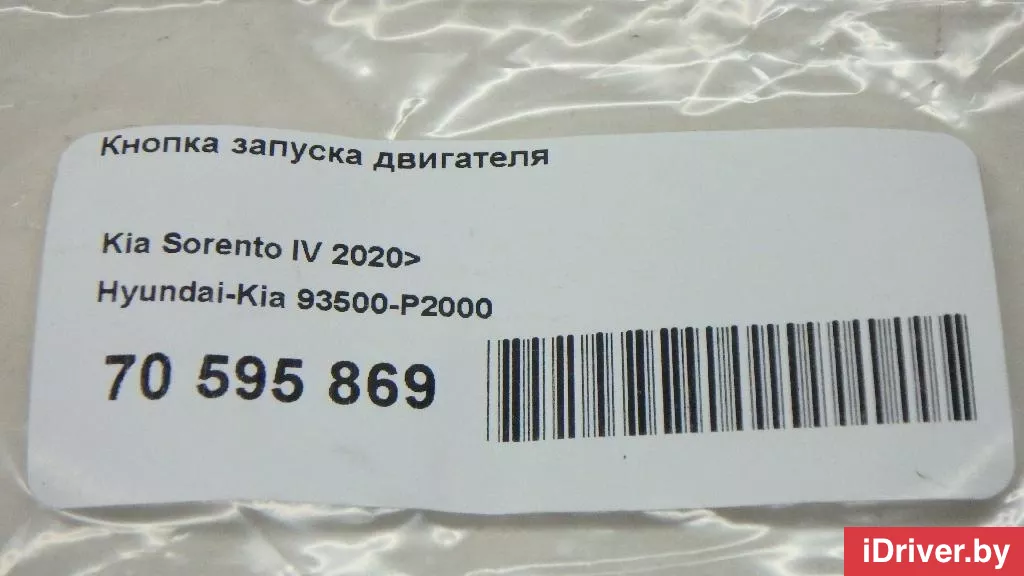 Кнопка запуска двигателя
Kia Sorento IV 2020>
Hyundai-Kia 93500-P2000
70 595 869
iDriver.by